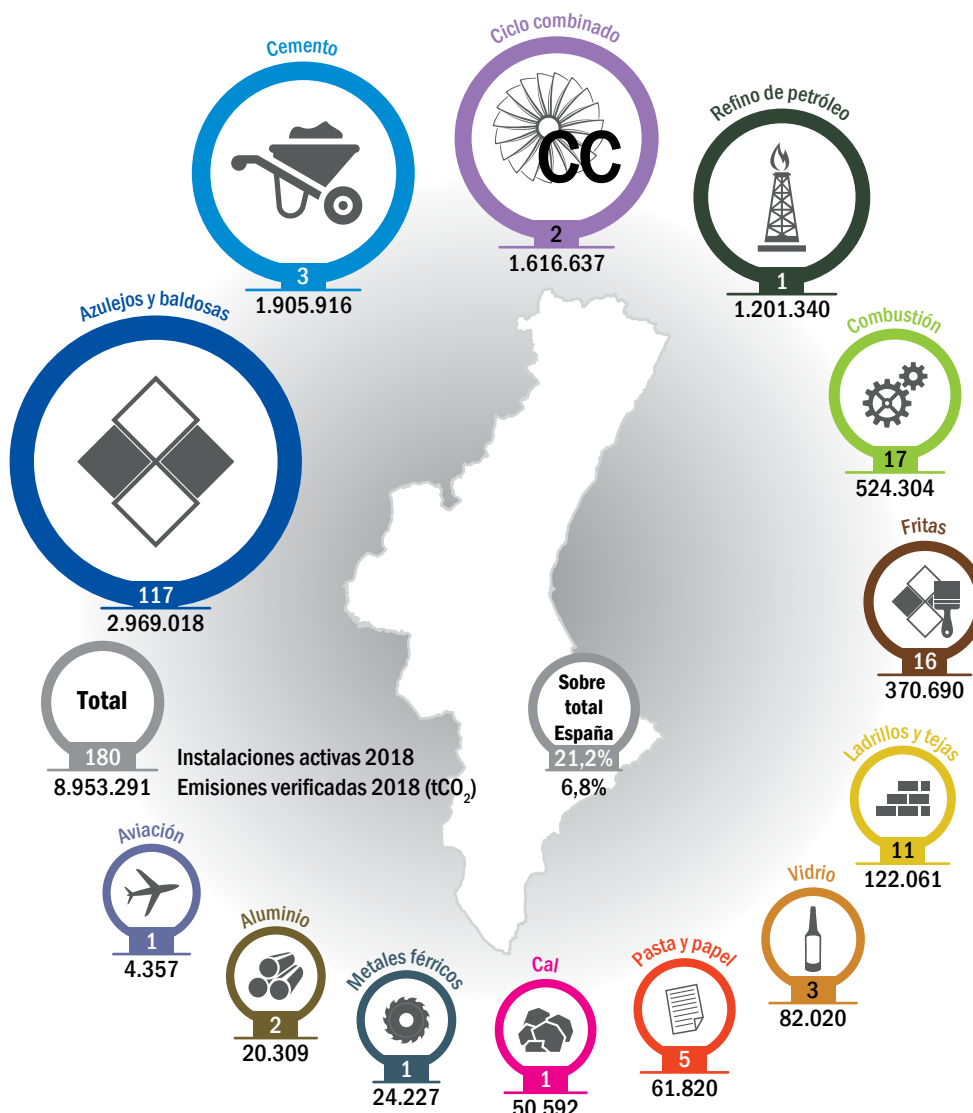 Cemento
3
1.905.916
Ciclo combinado
CC
2
1.616.637
Refino de petróleo
1
1.201.340
Azulejos y baldosas
117
2.969.018
Combustión
17
524.304
Fritas
16
370.690
Total
180
8.953.291
Instalaciones activas 2018
Emisiones verificadas 2018 (tCO₂)
Sobre
total
España
21,2%
6,8%
Ladrillos y tejas
11
122.061
Aviación
1
4.357
Aluminio
2
20.309
Metales férricos
1
24.227
Cal
1
50.592
Pasta y papel
5
61.820
Vidrio
3
82.020